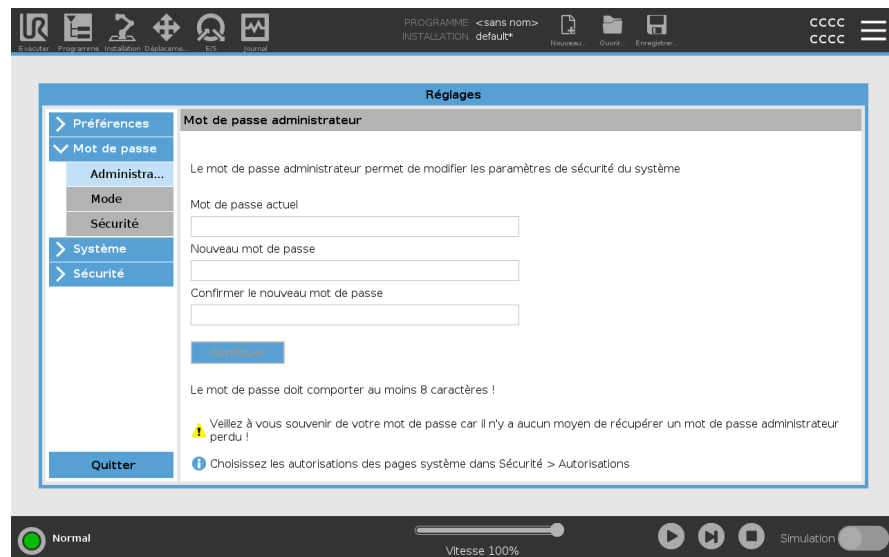 PROGRAMME <sans nom>
INSTALLATION default*
CCCC
CCCC
Exécuter Programme Installation Déplaceme... E/S Journal
Nouveau... Ouvrir... Enregistrer...
Réglages
Préférences
Mot de passe
Administra...
Mode
Sécurité
Système
Sécurité
Quitter
Mot de passe administrateur
Le mot de passe administrateur permet de modifier les paramètres de sécurité du système
Mot de passe actuel
Nouveau mot de passe
Confirmer le nouveau mot de passe
Appliquer
Le mot de passe doit comporter au moins 8 caractères !
Veillez à vous souvenir de votre mot de passe car il n'y a aucun moyen de récupérer un mot de passe administrateur
perdu !
Choisissez les autorisations des pages système dans Sécurité > Autorisations
Normal
Vitesse 100%
Simulation